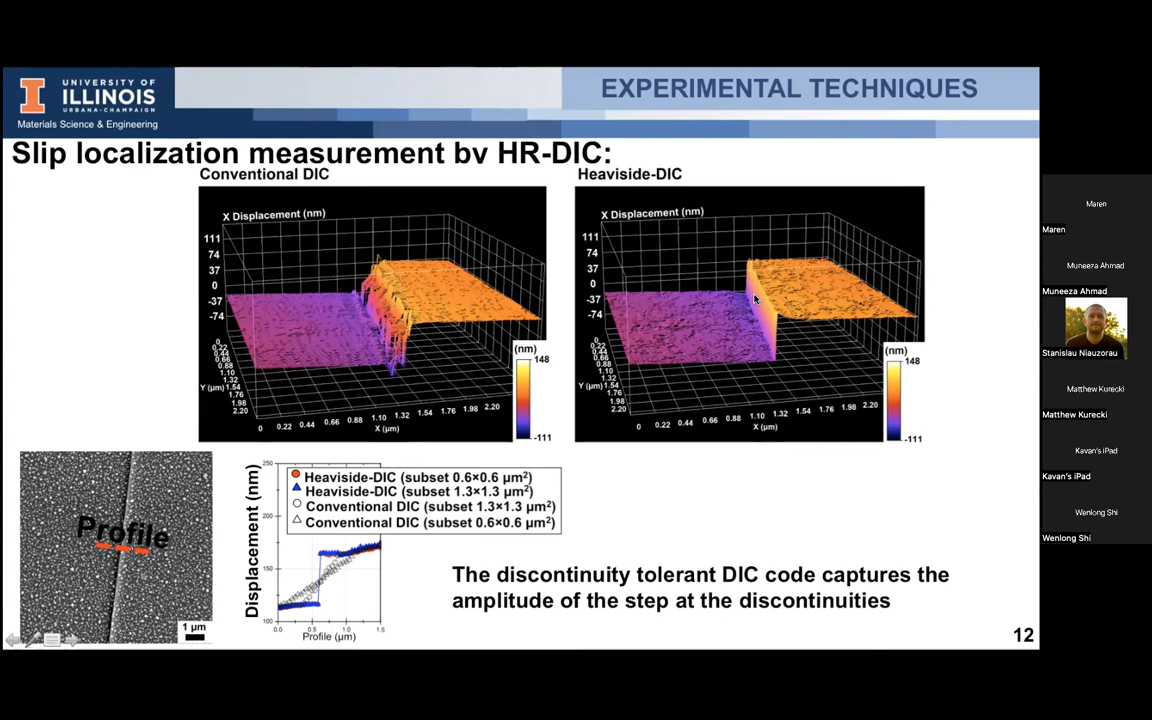 UNIVERSITY OF
ILLINOIS
URBANA-CHAMPAIGN
Materials Science & Engineering
EXPERIMENTAL TECHNIQUES
Slip localization measurement by HR-DIC:
Conventional DIC
X Displacement (nm)
111
74
37
0
-37
-74
0
0.22
0.44
0.66
0.88
1.10
1.32
Y (μm) 1.54
1.76
1.98
2.20
0 0.22 0.44 0.66 0.88 1.10 1.32 1.54 1.76 1.98 2.20
X (μm)
(nm)
148
-111
Heaviside-DIC
X Displacement (nm)
111
74
37
0
-37
-74
0
0.22
0.44
0.66
0.88
1.10
1.32
Y (μm) 1.54
1.76
1.98
2.20
0 0.22 0.44 0.66 0.88 1.10 1.32 1.54 1.76 1.98 2.20
X (μm)
(nm)
148
-111
Profile
1 μm
Displacement (nm)
250
200
150
100
Heaviside-DIC (subset 0.6×0.6 μm²)
Heaviside-DIC (subset 1.3×1.3 μm²)
Conventional DIC (subset 1.3×1.3 μm²)
Conventional DIC (subset 0.6×0.6 μm²)
0.0 0.5 1.0 1.5
Profile (μm)
The discontinuity tolerant DIC code captures the
amplitude of the step at the discontinuities
12
Maren
Maren
Muneeza Ahmad
Muneeza Ahmad
Stanislau Niauzorau
Matthew Kurecki
Matthew Kurecki
Kavan's iPad
Kavan's iPad
Wenlong Shi
Wenlong Shi